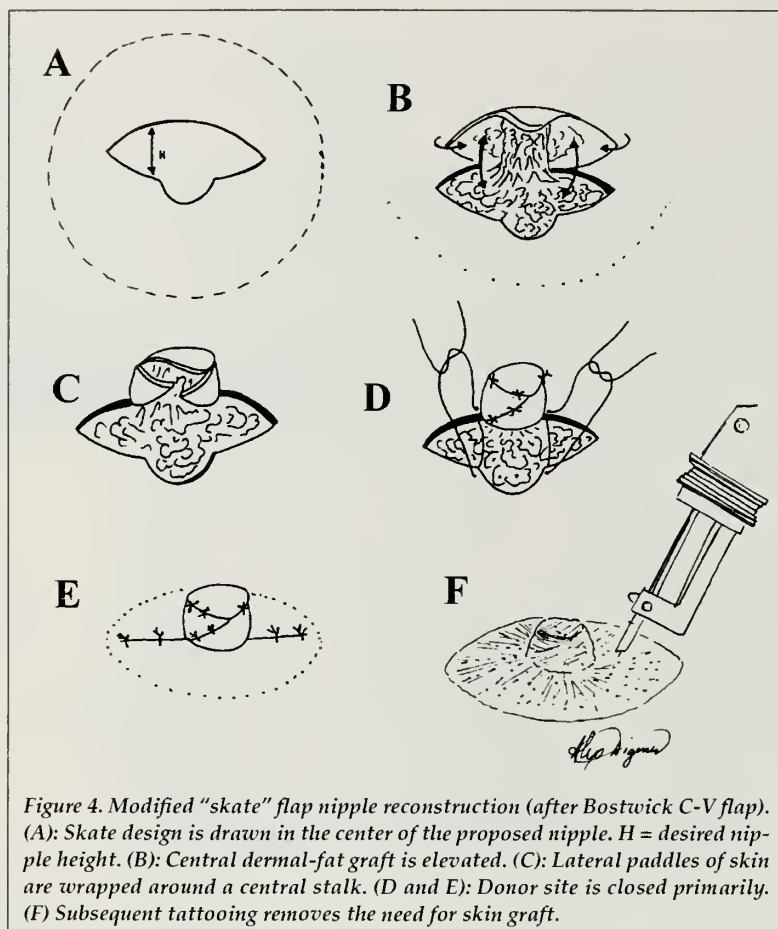 A
H
B
C
D
E
F
Figure 4. Modified "skate" flap nipple reconstruction (after Bostwick C-V flap).
(A): Skate design is drawn in the center of the proposed nipple. H = desired nip-
ple height. (B): Central dermal-fat graft is elevated. (C): Lateral paddles of skin
are wrapped around a central stalk. (D and E): Donor site is closed primarily.
(F) Subsequent tattooing removes the need for skin graft.